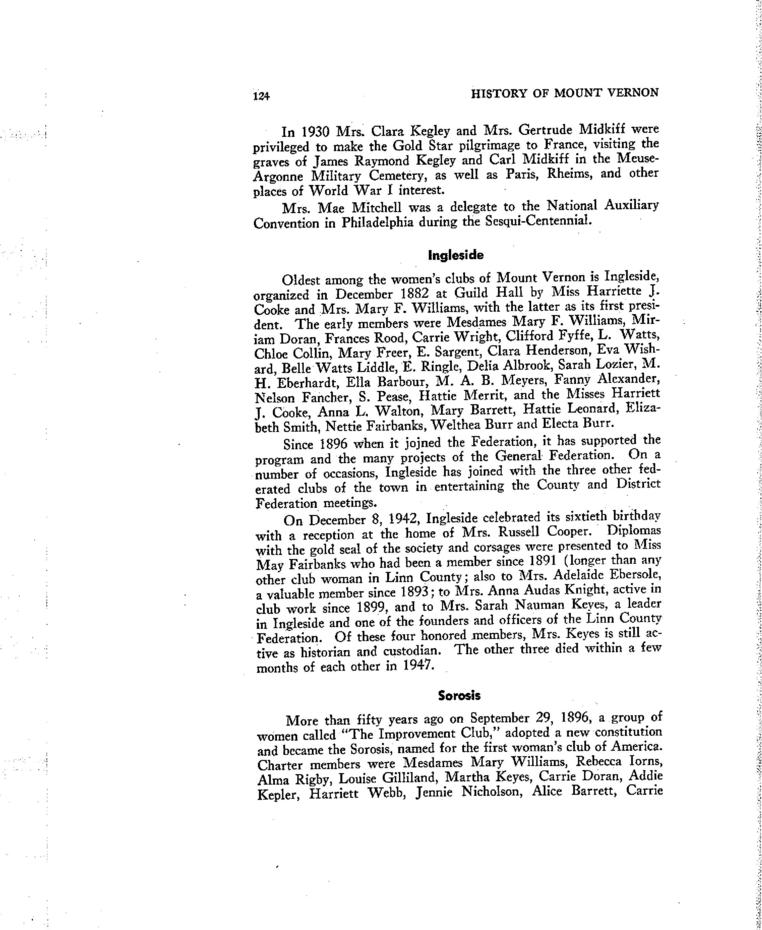 124 HISTORY OF MOUNT VERNON
In 1930 Mrs. Clara Kegley and Mrs. Gertrude Midkiff were
privileged to make the Gold Star pilgrimage to France, visiting the
graves of James Raymond Kegley and Carl Midkiff in the Meuse-
Argonne Military Cemetery, as well as Paris, Rheims, and other
places of World War I interest.
Mrs. Mae Mitchell was a delegate to the National Auxiliary
Convention in Philadelphia during the Sesqui-Centennial.
Ingleside
Oldest among the women's clubs of Mount Vernon is Ingleside,
organized in December 1882 at Guild Hall by Miss Harriette J.
Cooke and Mrs. Mary F. Williams, with the latter as its first presi-
dent. The early members were Mesdames Mary F. Williams, Mir-
iam Doran, Frances Rood, Carrie Wright, Clifford Fyffe, L. Watts,
Chloe Collin, Mary Freer, E. Sargent, Clara Henderson, Eva Wish-
ard, Belle Watts Liddle, E. Ringle, Delia Albrook, Sarah Lozier, M.
H. Eberhardt, Ella Barbour, M. A. B. Meyers, Fanny Alexander,
Nelson Fancher, S. Pease, Hattie Merrit, and the Misses Harriett
J. Cooke, Anna L. Walton, Mary Barrett, Hattie Leonard, Eliza-
beth Smith, Nettie Fairbanks, Welthea Burr and Electa Burr.
Since 1896 when it joined the Federation, it has supported the
program and the many projects of the General Federation. On a
number of occasions, Ingleside has joined with the three other fed-
erated clubs of the town in entertaining the County and District
Federation meetings.
On December 8, 1942, Ingleside celebrated its sixtieth birthday
with a reception at the home of Mrs. Russell Cooper. Diplomas
with the gold seal of the society and corsages were presented to Miss
May Fairbanks who had been a member since 1891 (longer than any
other club woman in Linn County; also to Mrs. Adelaide Ebersole,
a valuable member since 1893; to Mrs. Anna Audas Knight, active in
club work since 1899, and to Mrs. Sarah Nauman Keyes, a leader
in Ingleside and one of the founders and officers of the Linn County
Federation. Of these four honored members, Mrs. Keyes is still ac-
tive as historian and custodian. The other three died within a few
months of each other in 1947.
Sorosis
More than fifty years ago on September 29, 1896, a group of
women called "The Improvement Club," adopted a new constitution
and became the Sorosis, named for the first woman's club of America.
Charter members were Mesdames Mary Williams, Rebecca Iorns,
Alma Rigby, Louise Gilliland, Martha Keyes, Carrie Doran, Addie
Kepler, Harriett Webb, Jennie Nicholson, Alice Barrett, Carrie